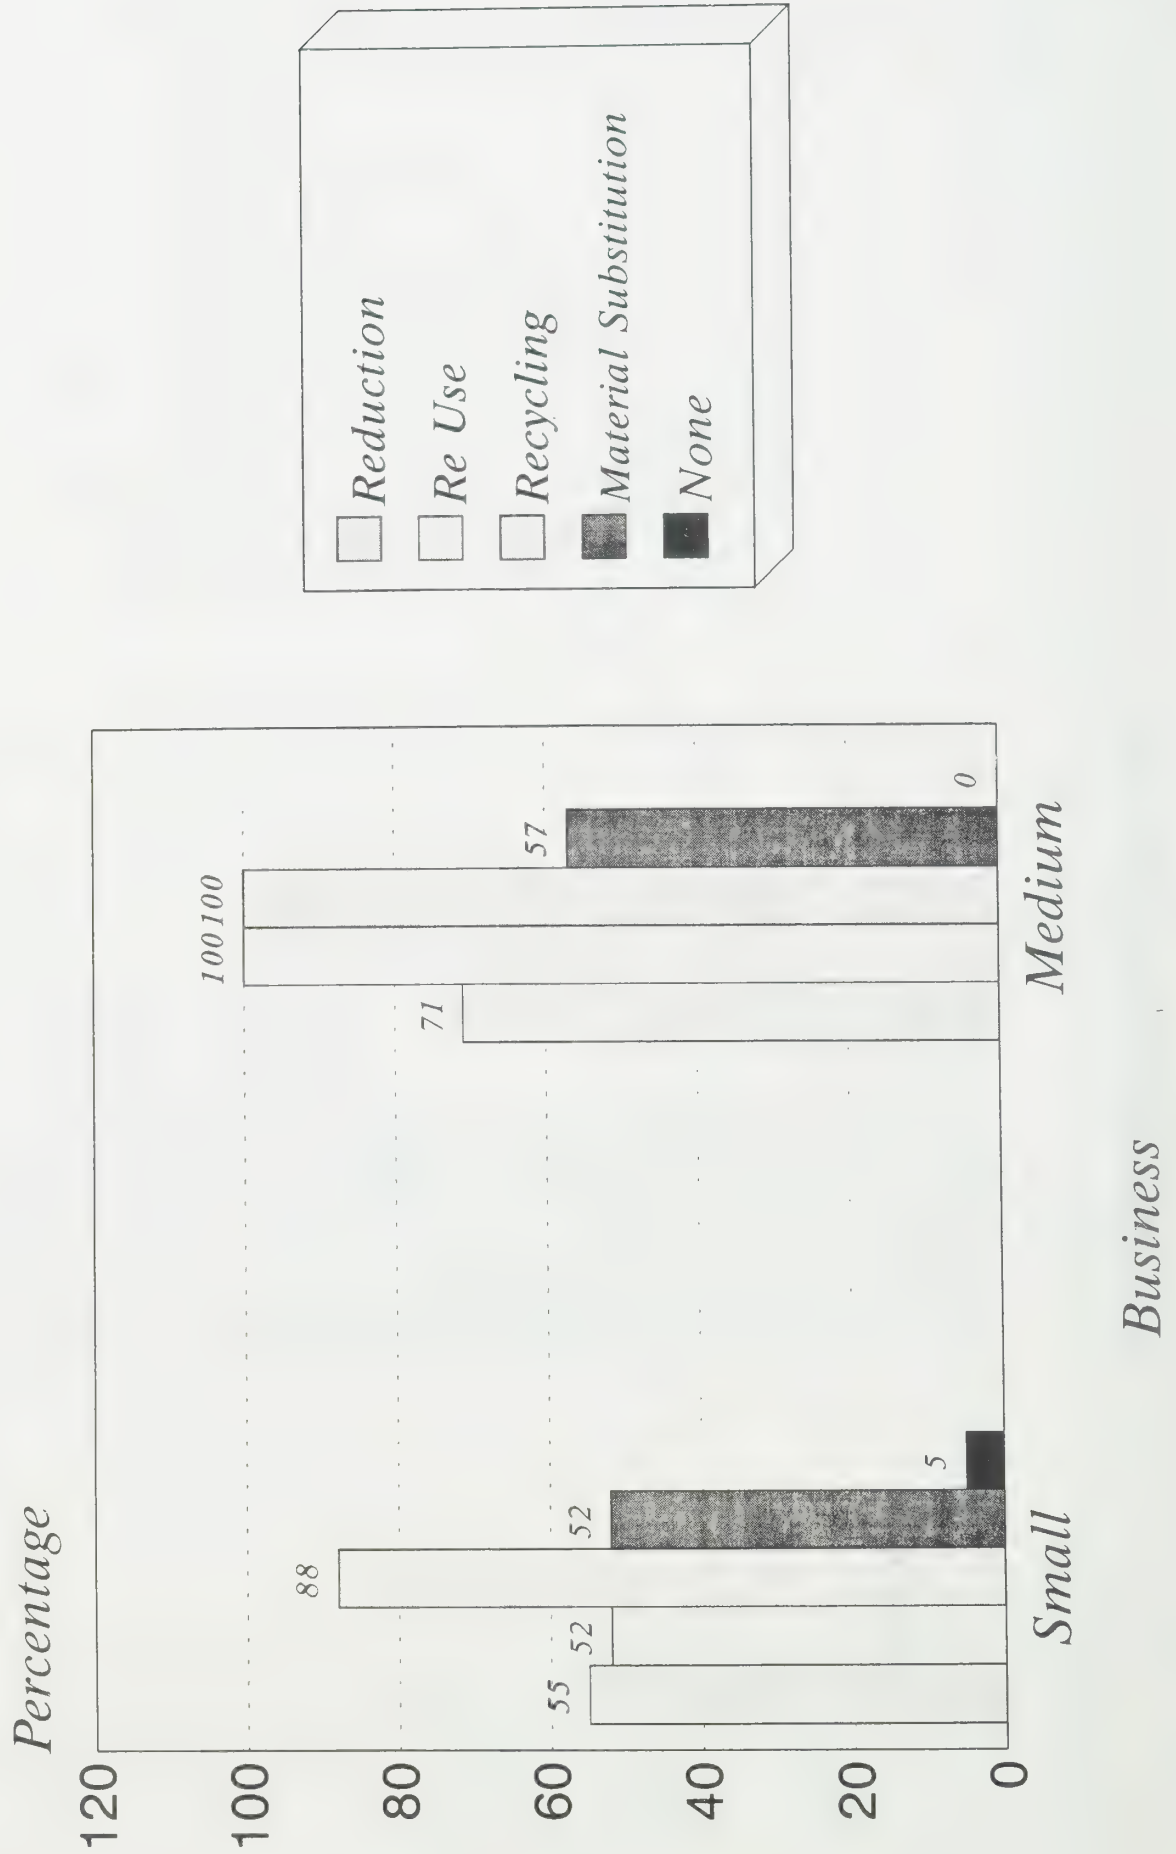 Percentage
120
100
80
60
40
20
0
55
52
88
52
5
71
100
100
57
0
Small
Medium
Business
Reduction
Re Use
Recycling
Material Substitution
None